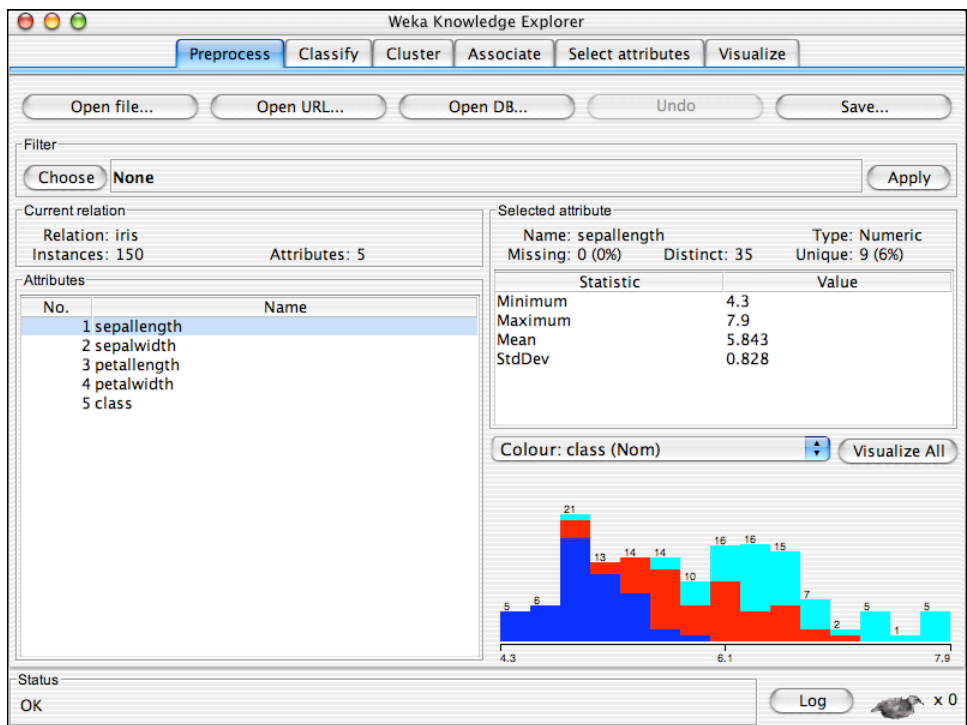 Weka Knowledge Explorer
Preprocess Classify Cluster Associate Select attributes Visualize
Open file... Open URL... Open DB... Undo Save...
Filter
Choose None Apply
Current relation
Relation: iris
Instances: 150 Attributes: 5
Attributes
No. Name
1 sepallength
2 sepalwidth
3 petallength
4 petalwidth
5 class
Selected attribute
Name: sepallength Type: Numeric
Missing: 0 (0%) Distinct: 35 Unique: 9 (6%)
Statistic Value
Minimum 4.3
Maximum 7.9
Mean 5.843
StdDev 0.828
Colour: class (Nom) Visualize All
5 6 21 13 14 14 10 16 16 15 7 2 5 1 5
4.3 6.1 7.9
Status
OK Log x 0